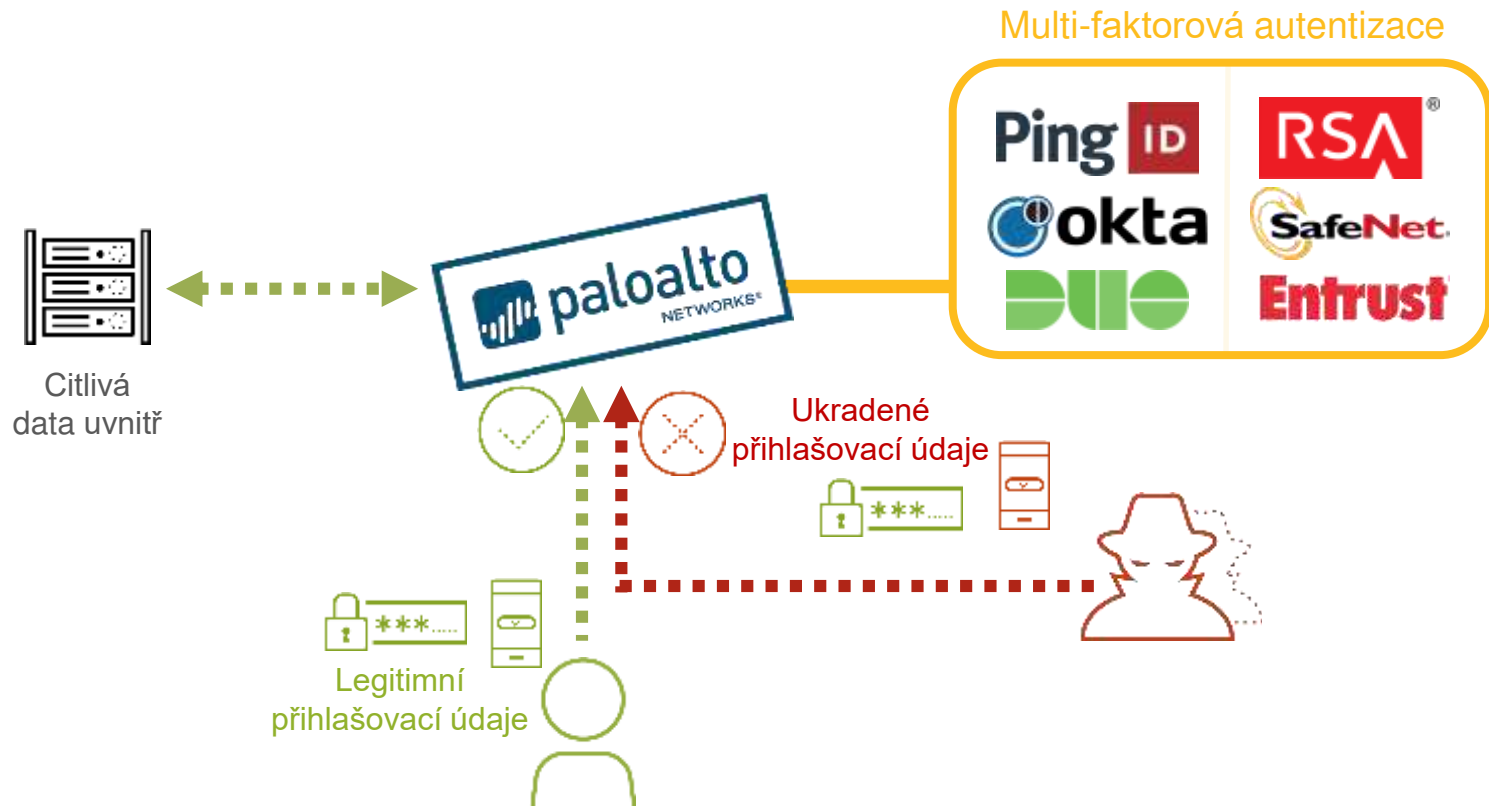 Multi-faktorová autentizace
Ping ID
RSA®
okta
SafeNet.
DUO
Entrust
paloalto
NETWORKS®
Citlivá
data uvnitř
Ukradené
přihlašovací údaje
***.....
***.....
Legitimní
přihlašovací údaje